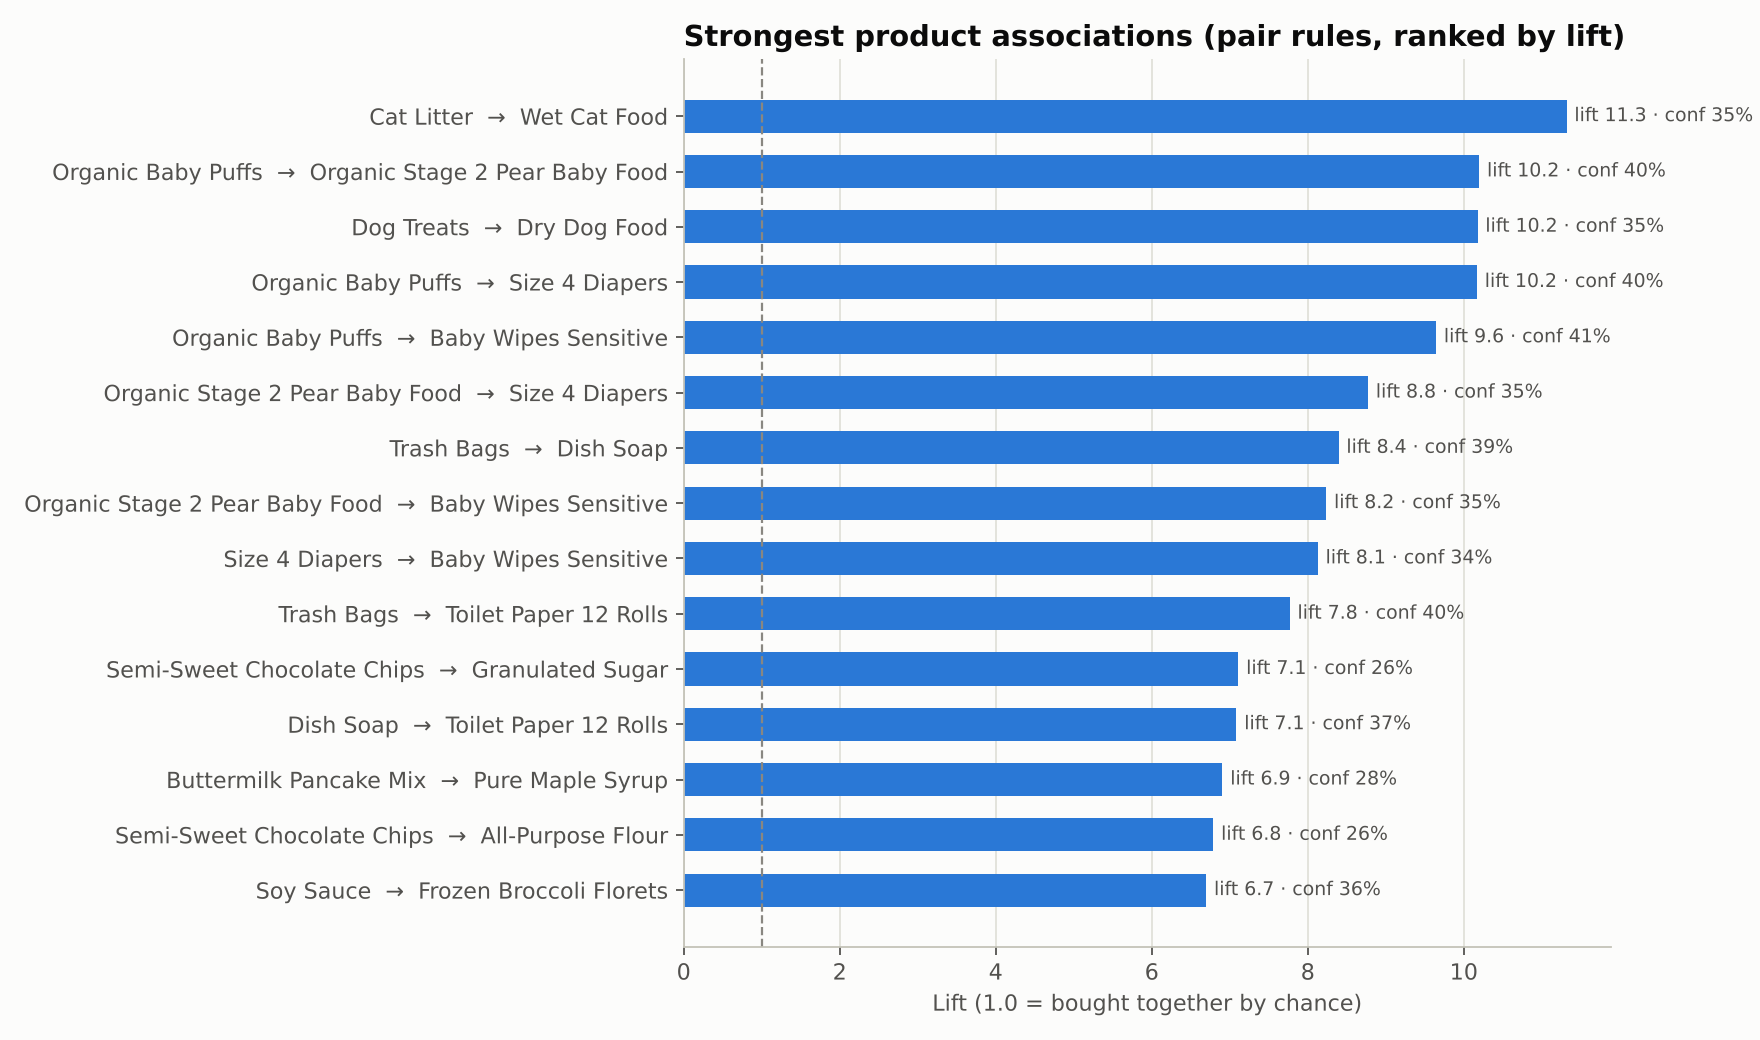 Strongest product associations (pair rules, ranked by lift)
Cat Litter → Wet Cat Food lift 11.3 · conf 35%
Organic Baby Puffs → Organic Stage 2 Pear Baby Food lift 10.2 · conf 40%
Dog Treats → Dry Dog Food lift 10.2 · conf 35%
Organic Baby Puffs → Size 4 Diapers lift 10.2 · conf 40%
Organic Baby Puffs → Baby Wipes Sensitive lift 9.6 · conf 41%
Organic Stage 2 Pear Baby Food → Size 4 Diapers lift 8.8 · conf 35%
Trash Bags → Dish Soap lift 8.4 · conf 39%
Organic Stage 2 Pear Baby Food → Baby Wipes Sensitive lift 8.2 · conf 35%
Size 4 Diapers → Baby Wipes Sensitive lift 8.1 · conf 34%
Trash Bags → Toilet Paper 12 Rolls lift 7.8 · conf 40%
Semi-Sweet Chocolate Chips → Granulated Sugar lift 7.1 · conf 26%
Dish Soap → Toilet Paper 12 Rolls lift 7.1 · conf 37%
Buttermilk Pancake Mix → Pure Maple Syrup lift 6.9 · conf 28%
Semi-Sweet Chocolate Chips → All-Purpose Flour lift 6.8 · conf 26%
Soy Sauce → Frozen Broccoli Florets lift 6.7 · conf 36%
0 2 4 6 8 10
Lift (1.0 = bought together by chance)